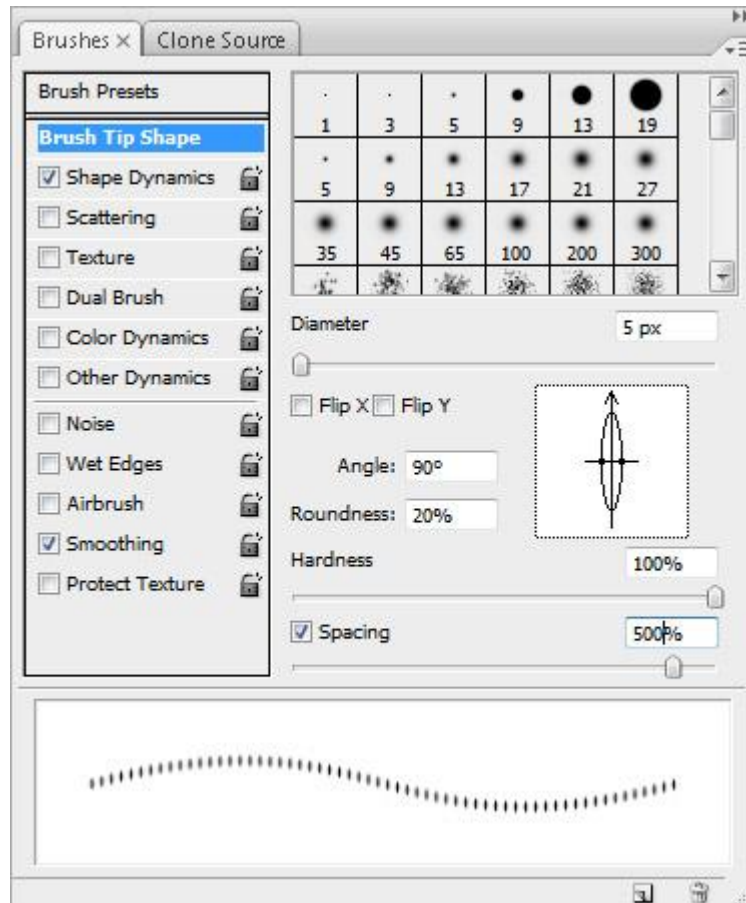 Brushes × Clone Source
Brush Presets
Brush Tip Shape
Shape Dynamics
Scattering
Texture
Dual Brush
Color Dynamics
Other Dynamics
Noise
Wet Edges
Airbrush
Smoothing
Protect Texture
1 3 5 9 13 19
5 9 13 17 21 27
35 45 65 100 200 300
Diameter 5 px
Flip X Flip Y
Angle: 90º
Roundness: 20%
Hardness 100%
Spacing 500%